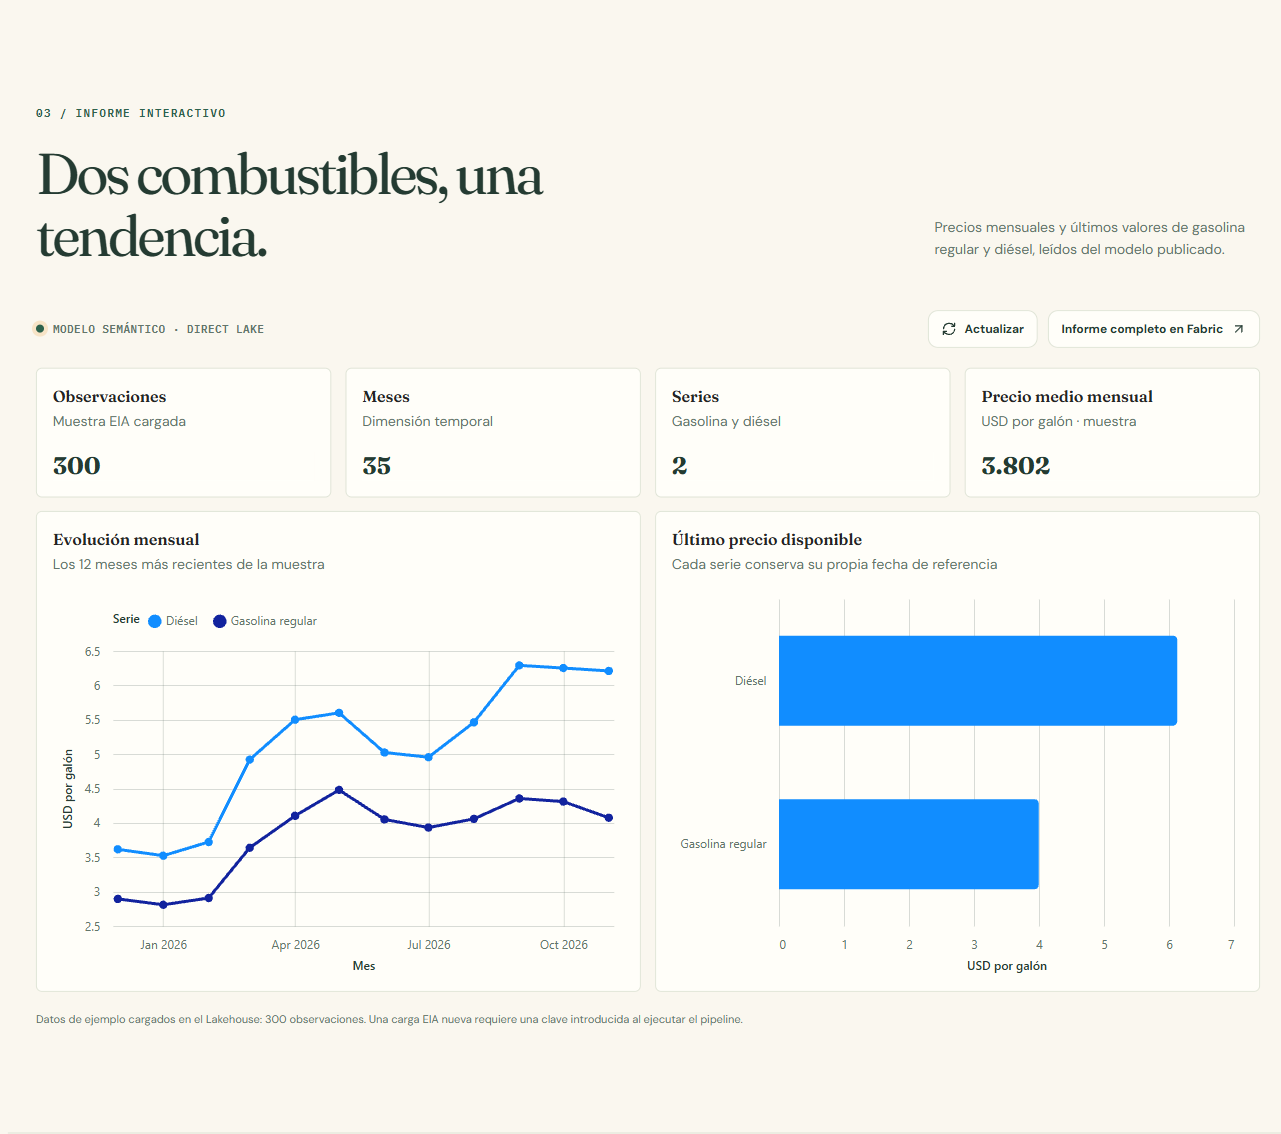 03 / INFORME INTERACTIVO
Dos combustibles, una
tendencia.
Precios mensuales y últimos valores de gasolina
regular y diésel, leídos del modelo publicado.
MODELO SEMÁNTICO · DIRECT LAKE
Actualizar
Informe completo en Fabric
Observaciones
Muestra EIA cargada
300
Meses
Dimensión temporal
35
Series
Gasolina y diésel
2
Precio medio mensual
USD por galón · muestra
3.802
Evolución mensual
Los 12 meses más recientes de la muestra
Serie Diésel Gasolina regular
6.5
6
5.5
5
4.5
4
3.5
3
2.5
USD por galón
Jan 2026 Apr 2026 Jul 2026 Oct 2026
Mes
Último precio disponible
Cada serie conserva su propia fecha de referencia
Diésel
Gasolina regular
0 1 2 3 4 5 6 7
USD por galón
Datos de ejemplo cargados en el Lakehouse: 300 observaciones. Una carga EIA nueva requiere una clave introducida al ejecutar el pipeline.